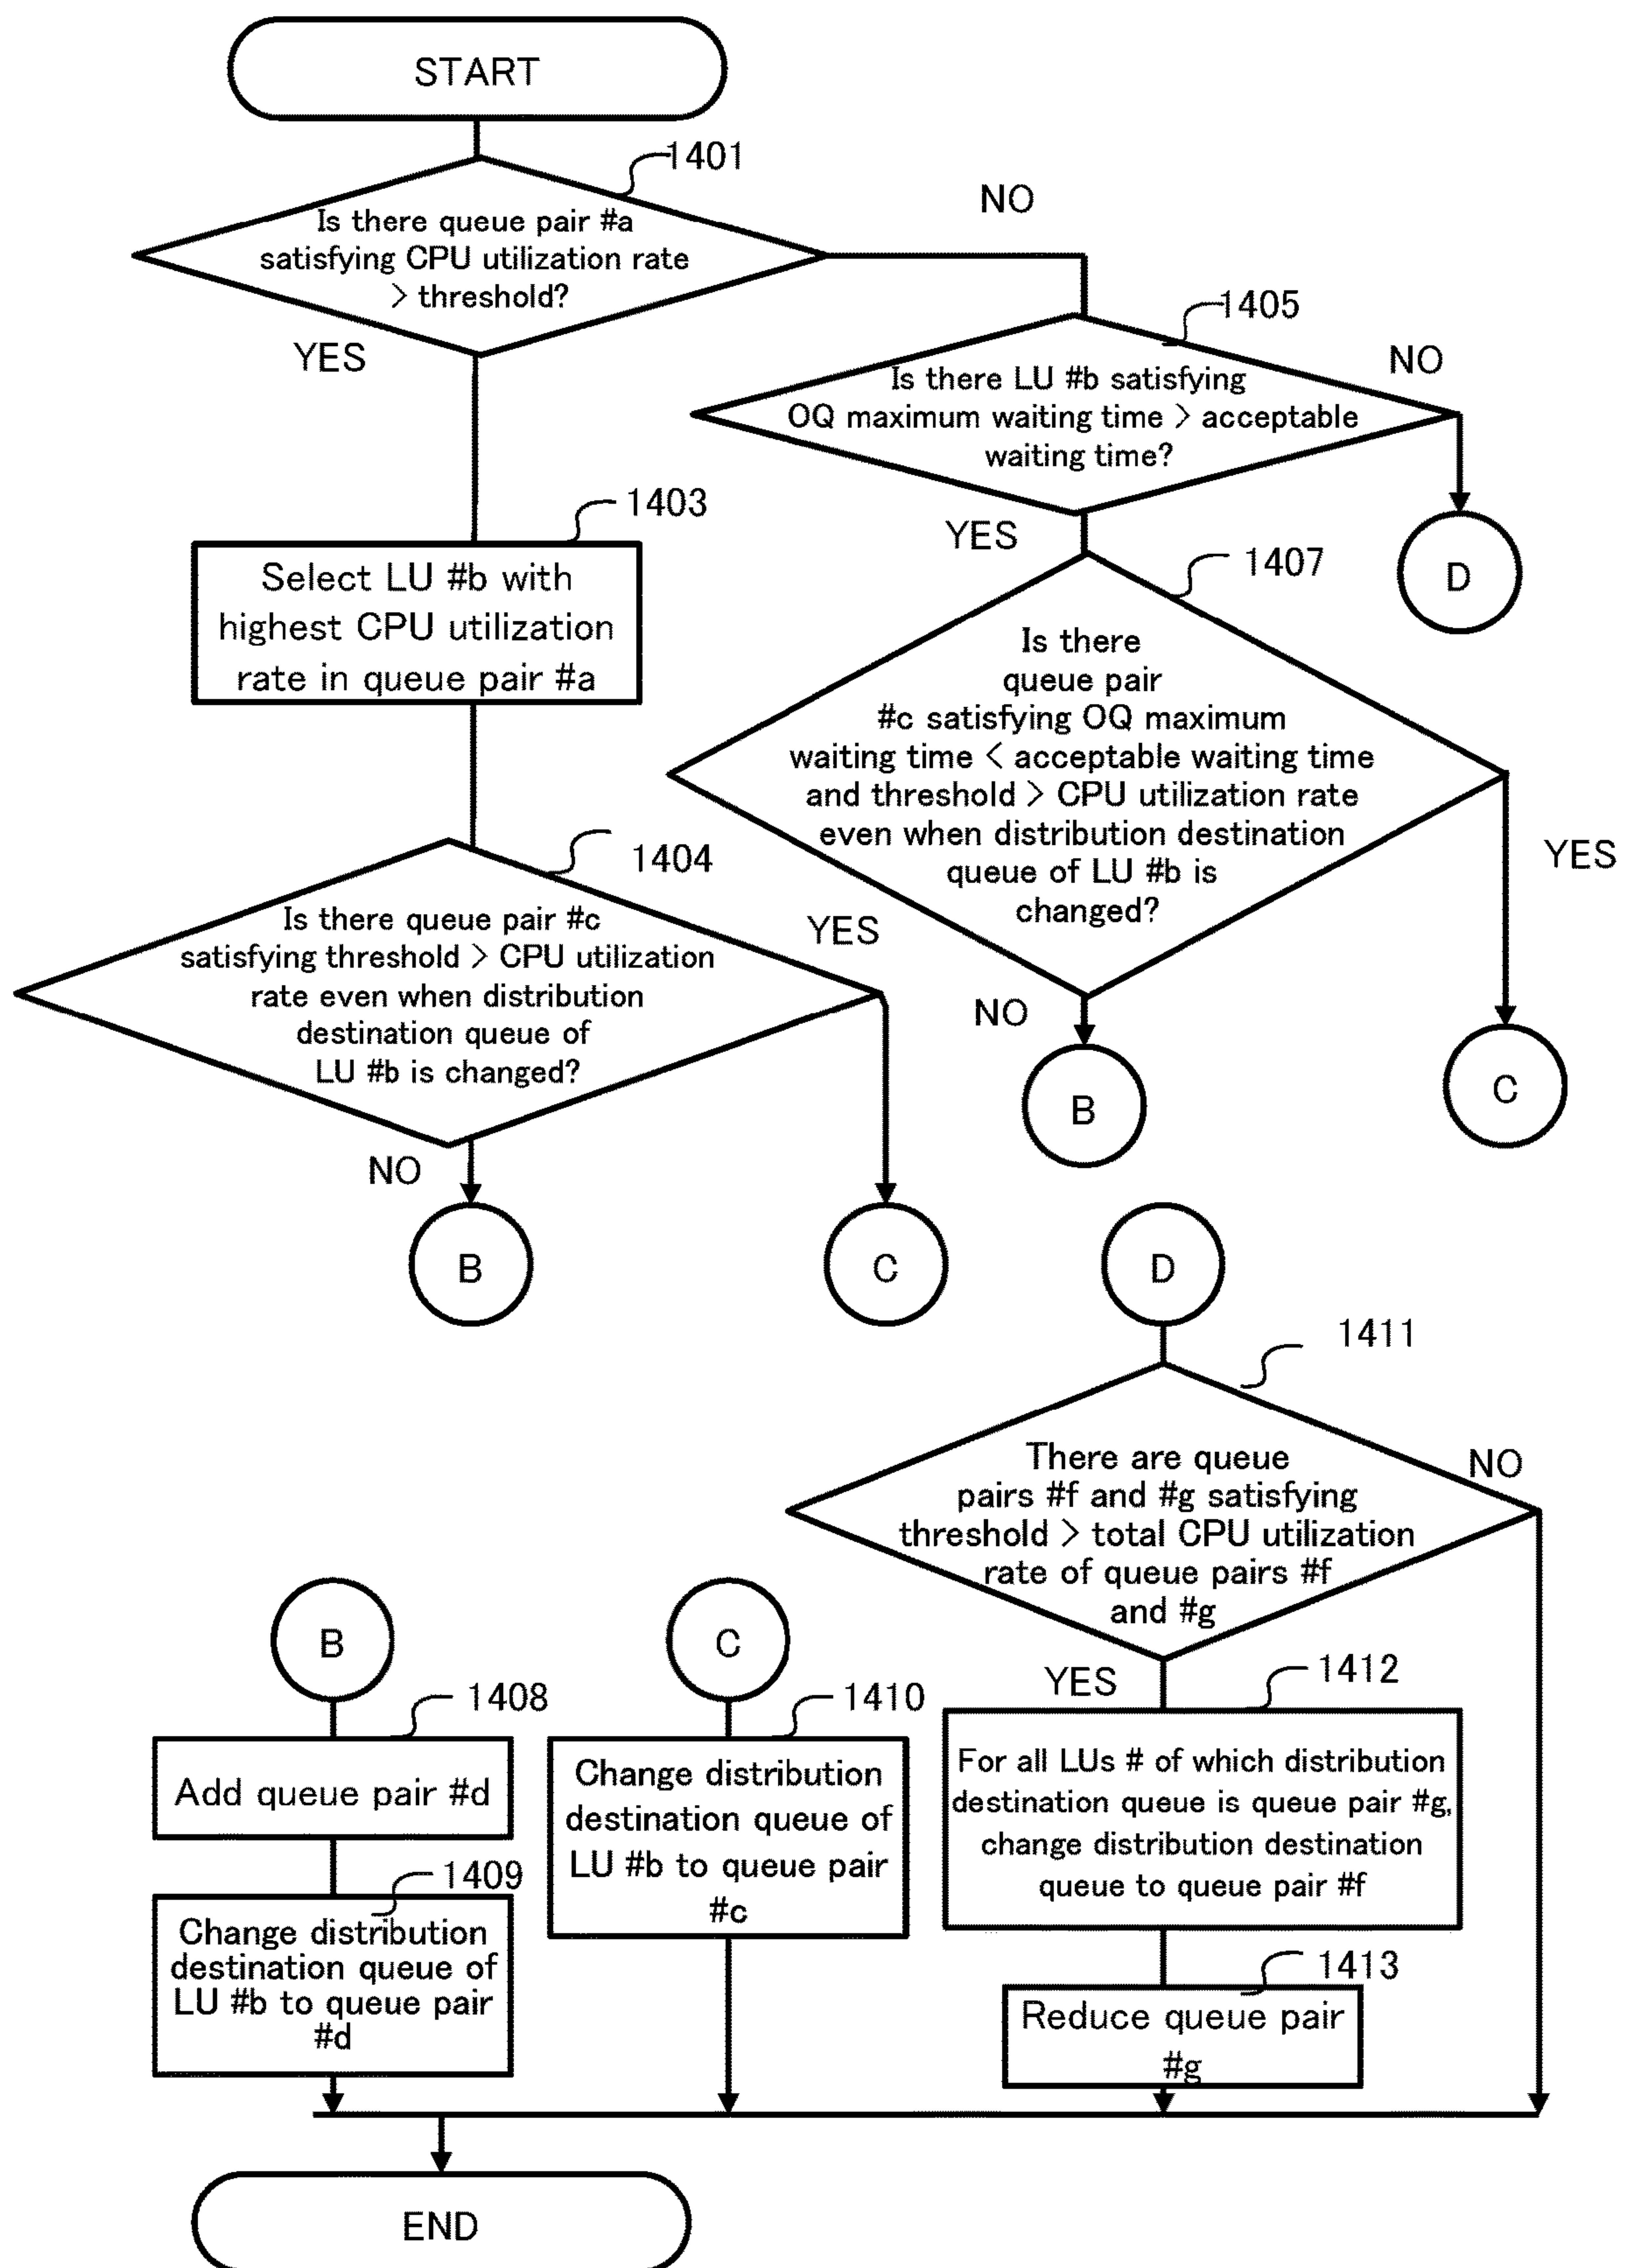 START
1401
Is there queue pair #a
satisfying CPU utilization rate
> threshold?
NO
YES
1405
Is there LU #b satisfying
OQ maximum waiting time > acceptable
waiting time?
NO
YES
D
1403
Select LU #b with
highest CPU utilization
rate in queue pair #a
1407
Is there
queue pair
#c satisfying OQ maximum
waiting time < acceptable waiting time
and threshold > CPU utilization rate
even when distribution destination
queue of LU #b is
changed?
YES
NO
B
C
1404
Is there queue pair #c
satisfying threshold > CPU utilization
rate even when distribution
destination queue of
LU #b is changed?
YES
NO
B
C
D
1411
There are queue
pairs #f and #g satisfying
threshold > total CPU utilization
rate of queue pairs #f
and #g
NO
YES
B
1408
Add queue pair #d
1409
Change distribution
destination queue of
LU #b to queue pair
#d
C
1410
Change distribution
destination queue of
LU #b to queue pair
#c
1412
For all LUs # of which distribution
destination queue is queue pair #g,
change distribution destination
queue to queue pair #f
1413
Reduce queue pair
#g
END